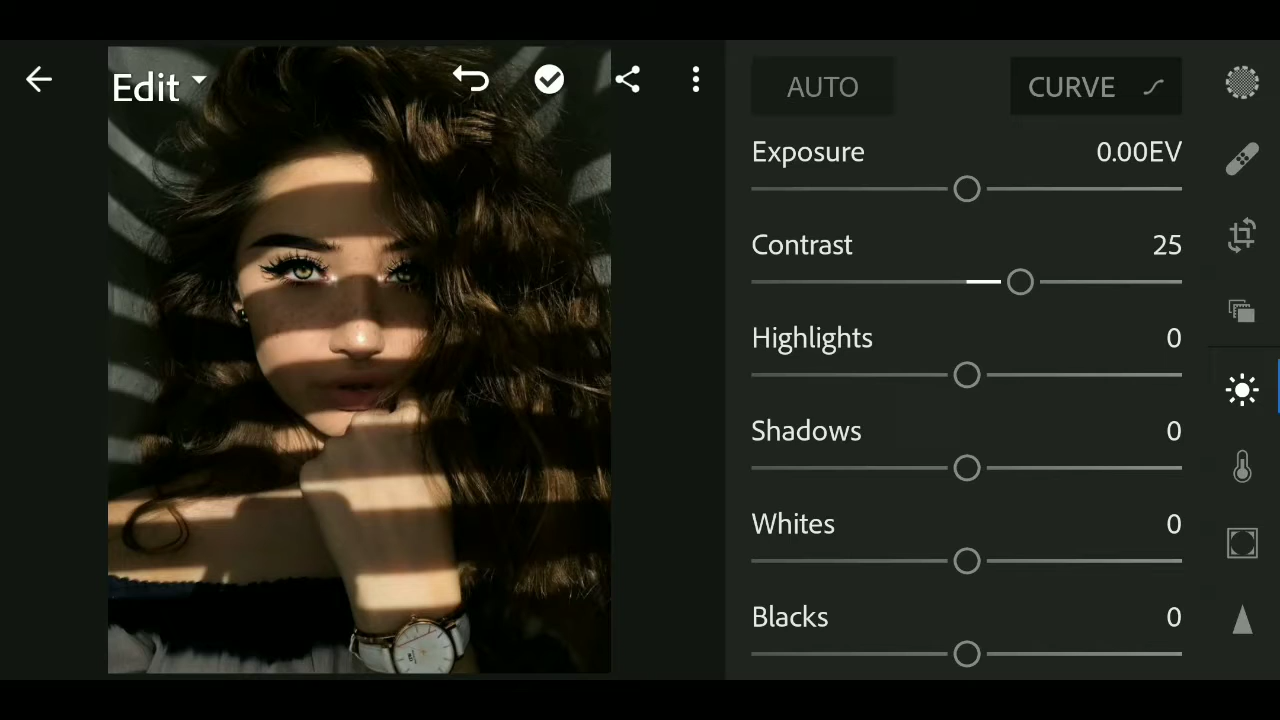 Edit
AUTO
CURVE
Exposure 0.00EV
Contrast 25
Highlights 0
Shadows 0
Whites 0
Blacks 0